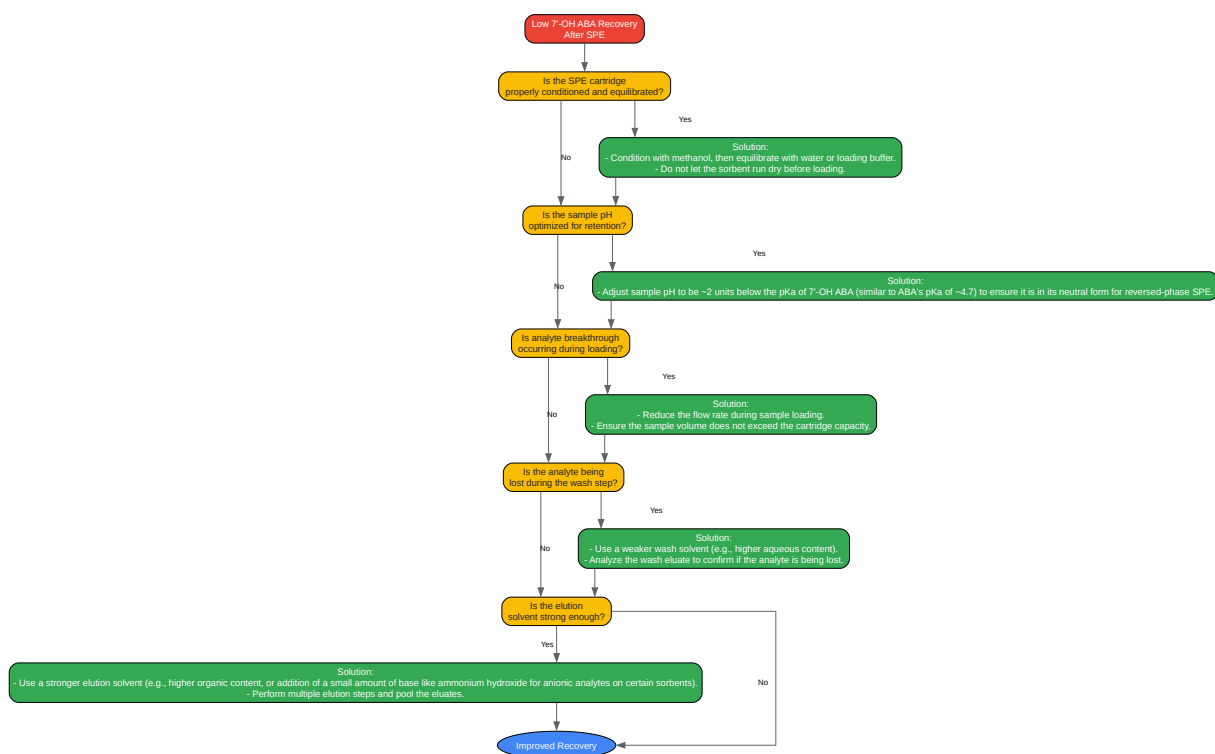 Low 7'-OH ABA Recovery
After SPE
Is the SPE cartridge
properly conditioned and equilibrated?
Yes
Solution:
- Condition with methanol, then equilibrate with water or loading buffer.
- Do not let the sorbent run dry before loading.
No
Is the sample pH
optimized for retention?
Yes
Solution:
- Adjust sample pH to be ~2 units below the pKa of 7'-OH ABA (similar to ABA's pKa of ~4.7) to ensure it is in its neutral form for reversed-phase SPE.
No
Is analyte breakthrough
occurring during loading?
Yes
Solution:
- Reduce the flow rate during sample loading.
- Ensure the sample volume does not exceed the cartridge capacity.
No
Is the analyte being
lost during the wash step?
Yes
Solution:
- Use a weaker wash solvent (e.g., higher aqueous content).
- Analyze the wash eluate to confirm if the analyte is being lost.
No
Is the elution
solvent strong enough?
Yes
Solution:
- Use a stronger elution solvent (e.g., higher organic content, or addition of a small amount of base like ammonium hydroxide for anionic analytes on certain sorbents).
- Perform multiple elution steps and pool the eluates.
No
Improved Recovery